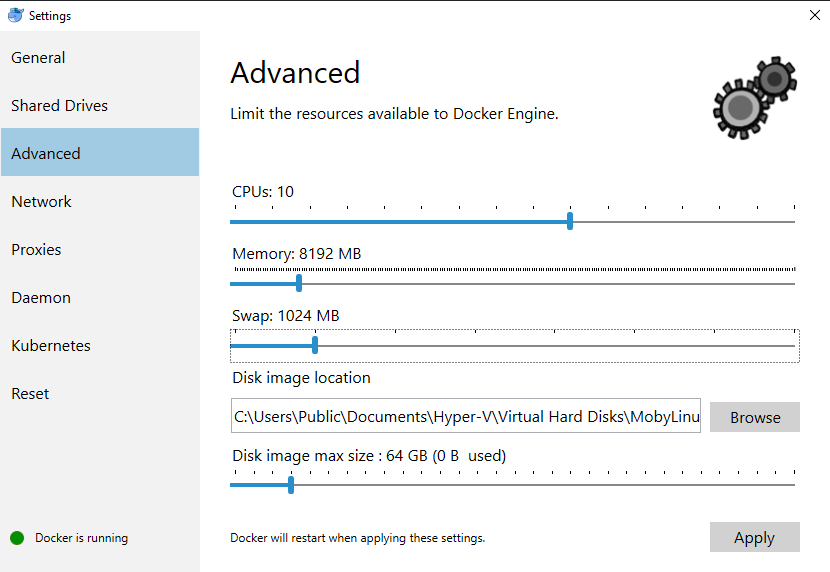 Settings
General
Shared Drives
Advanced
Network
Proxies
Daemon
Kubernetes
Reset
Docker is running
Advanced
Limit the resources available to Docker Engine.
CPUs: 10
Memory: 8192 MB
Swap: 1024 MB
Disk image location
C:\Users\Public\Documents\Hyper-V\Virtual Hard Disks\MobyLinu
Browse
Disk image max size : 64 GB (0 B  used)
Docker will restart when applying these settings.
Apply